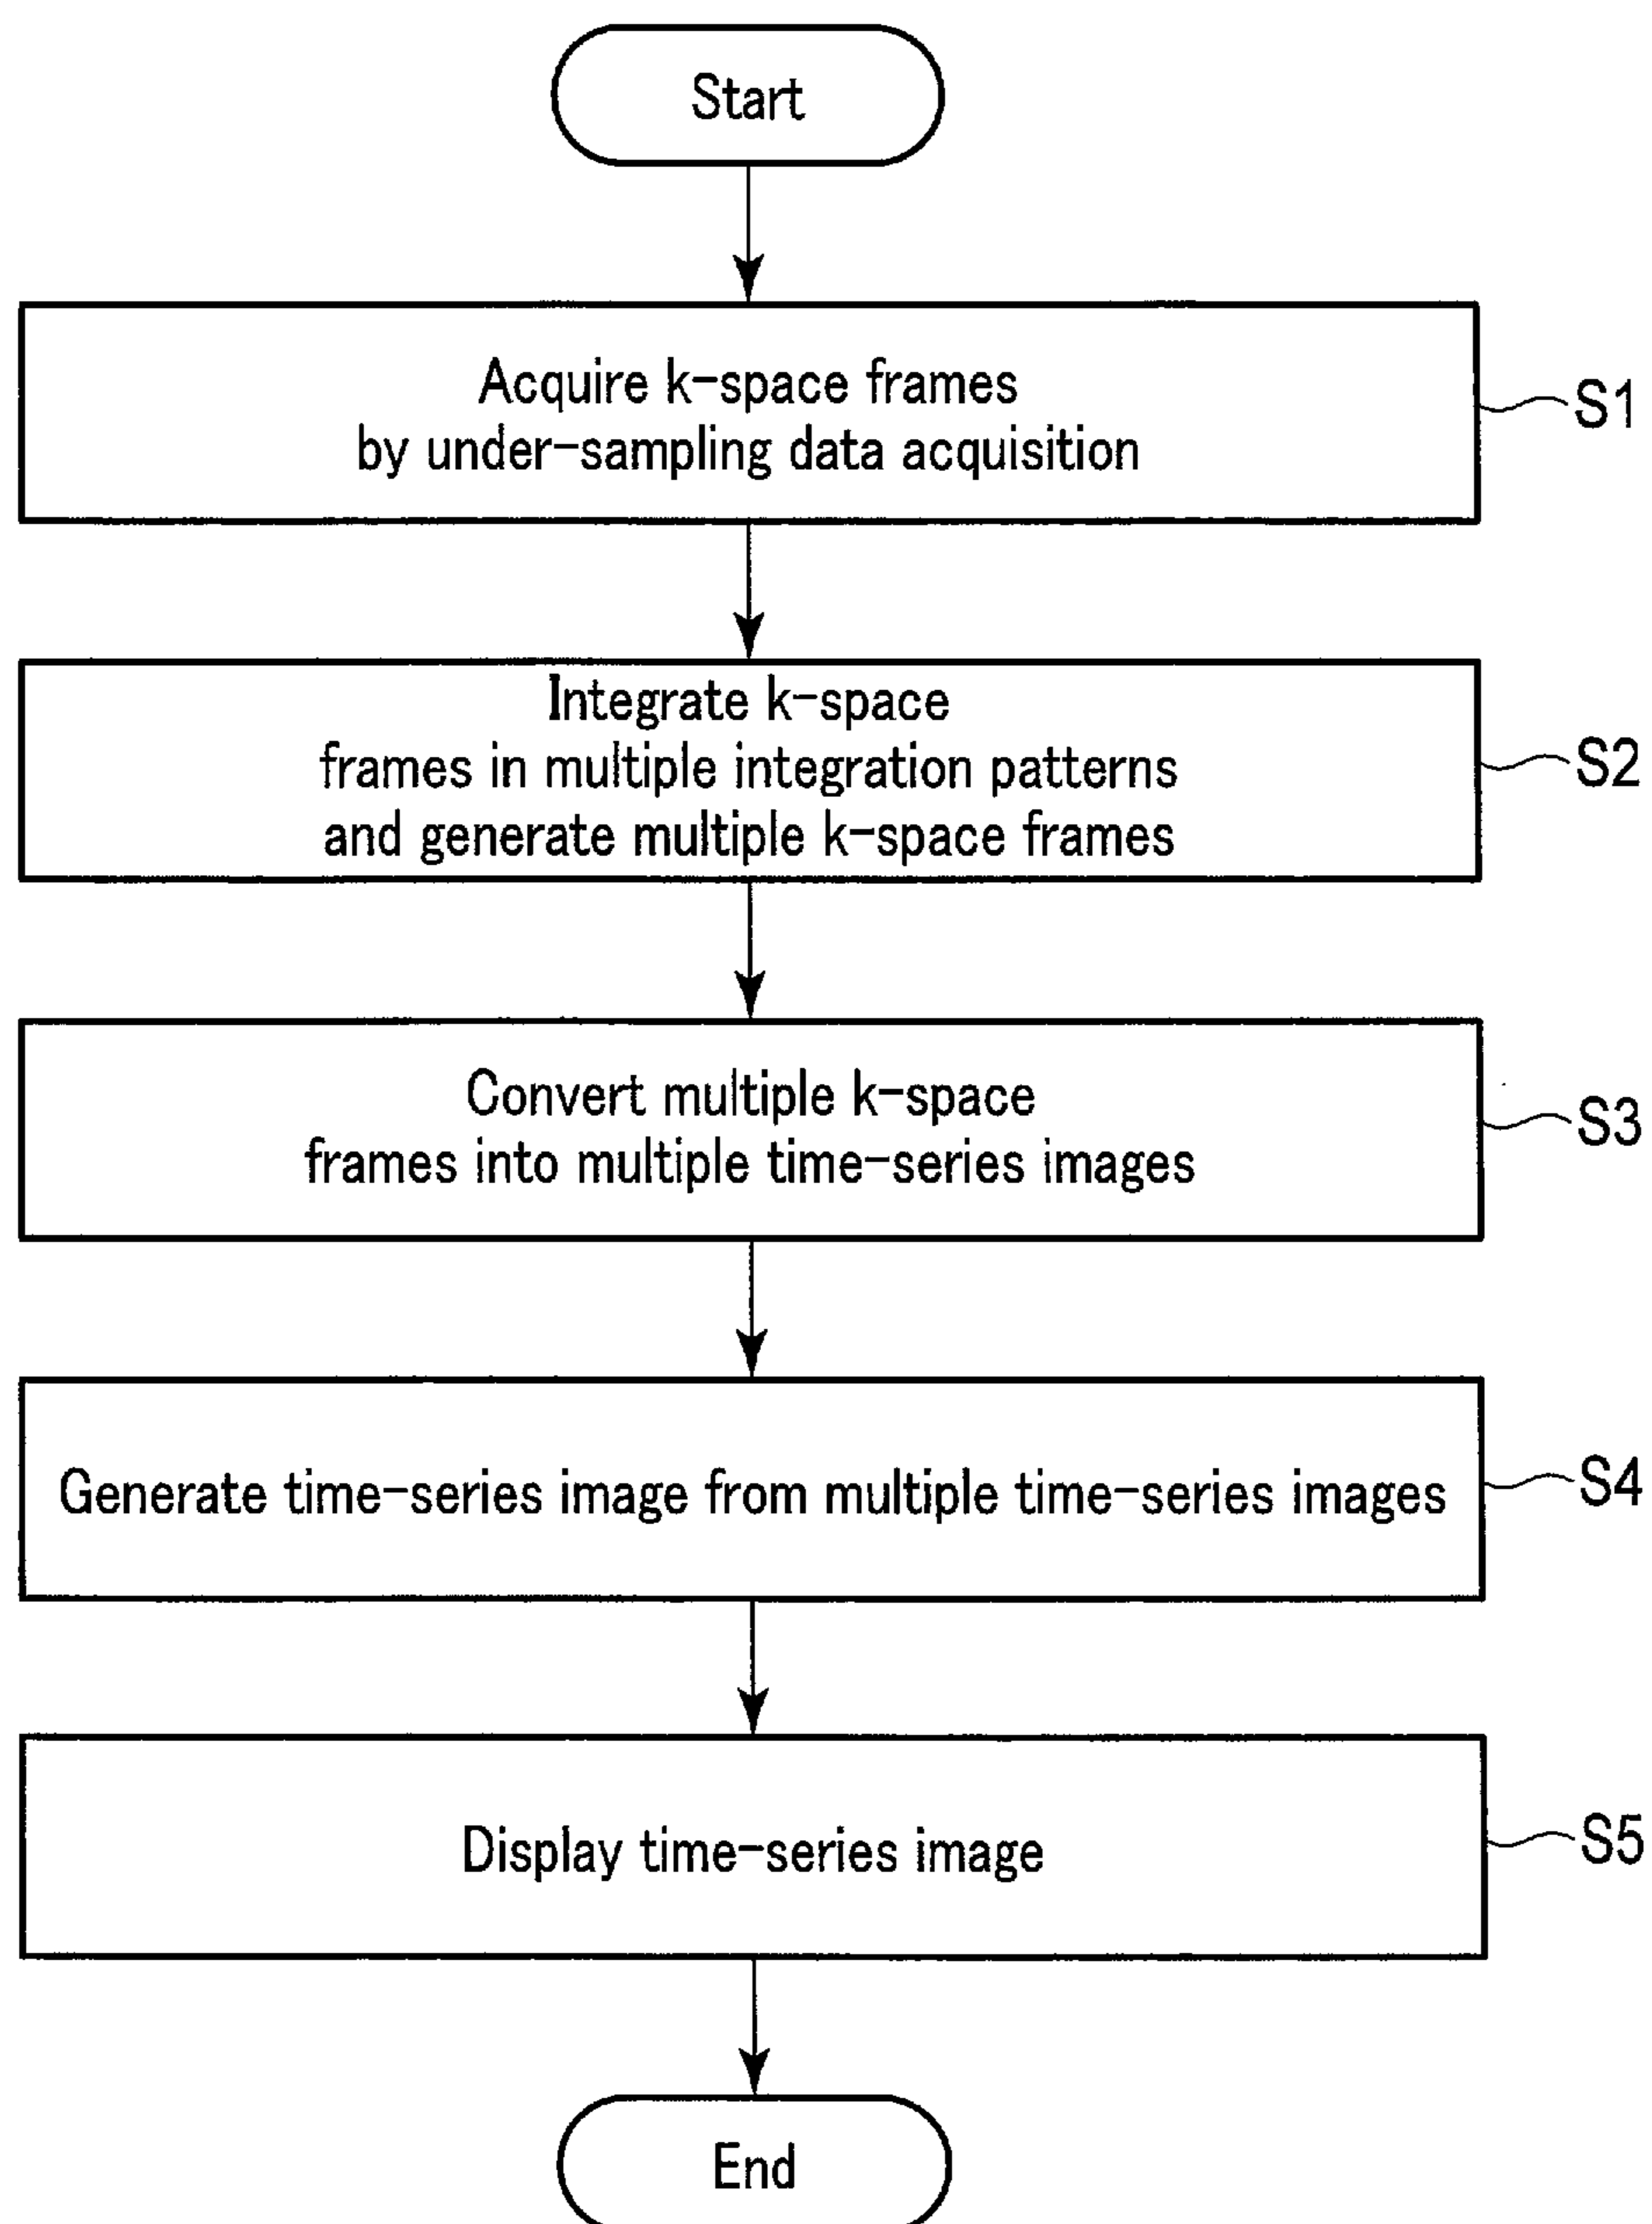 Start
Acquire k-space frames
by under-sampling data acquisition
S1
Integrate k-space
frames in multiple integration patterns
and generate multiple k-space frames
S2
Convert multiple k-space
frames into multiple time-series images
S3
Generate time-series image from multiple time-series images
S4
Display time-series image
S5
End